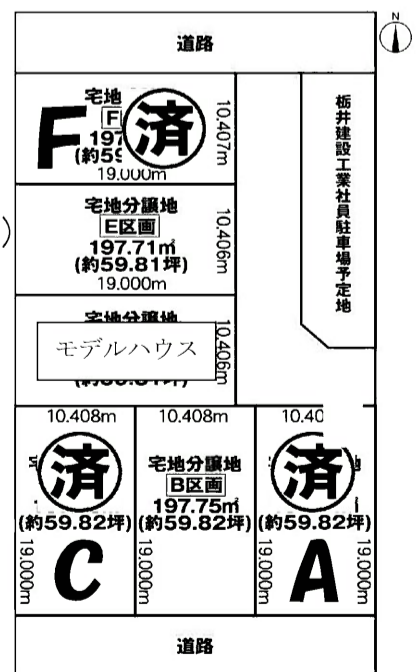 N
道路
宅地
F
F
済
197
(約59
19.000m
10.407m
栃井建設工業社員駐車場予定地
宅地分譲地
E区画
197.71㎡
(約59.81坪)
19.000m
10.406m
宅地分譲地
モデルハウス
10.406m
10.408m
済
(約59.82坪)
19.000m
C
10.408m
宅地分譲地
B区画
197.75㎡
(約59.82坪)
19.000m
10.40
済
(約59.82坪)
19.000m
19.000m
A
道路